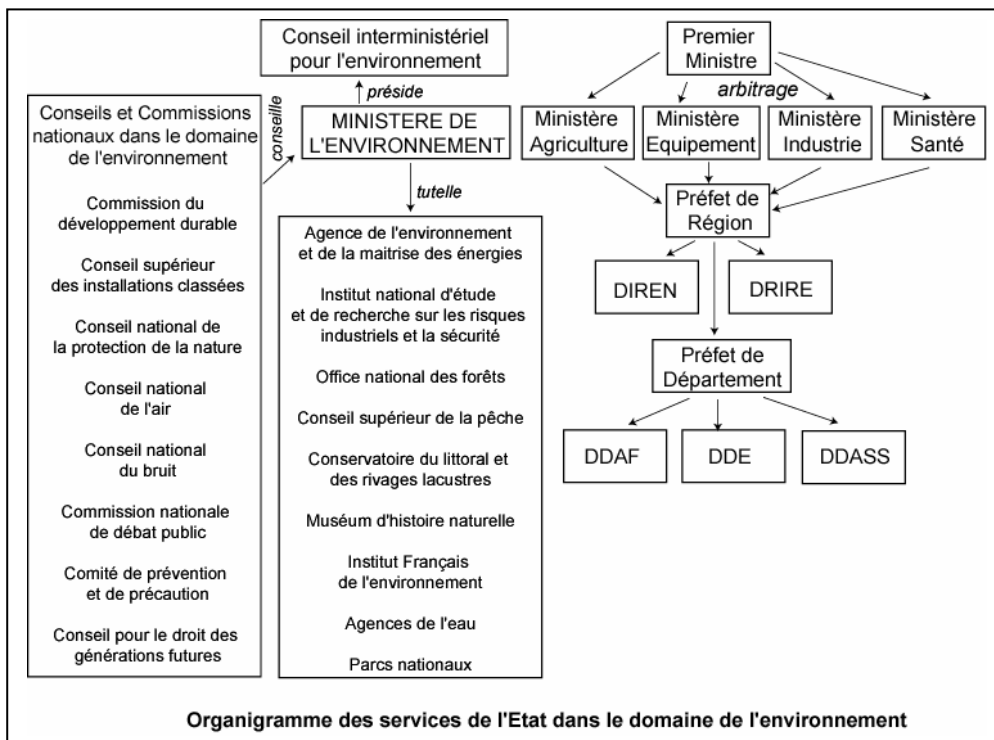 Conseil interministériel
pour l'environnement
Premier
Ministre
préside
arbitrage
conseille
Conseils et Commissions
nationaux dans le domaine
de l'environnement
MINISTERE DE
L'ENVIRONNEMENT
Ministère
Agriculture
Ministère
Equipement
Ministère
Industrie
Ministère
Santé
tutelle
Commission du
développement durable
Conseil supérieur
des installations classées
Conseil national de
la protection de la nature
Conseil national
de l'air
Conseil national
du bruit
Commission nationale
de débat public
Comité de prévention
et de précaution
Conseil pour le droit des
générations futures
Agence de l'environnement
et de la maitrise des énergies
Institut national d'étude
et de recherche sur les risques
industriels et la sécurité
Office national des forêts
Conseil supérieur de la pêche
Conservatoire du littoral et
des rivages lacustres
Muséum d'histoire naturelle
Institut Français
de l'environnement
Agences de l'eau
Parcs nationaux
Préfet de
Région
DIREN
DRIRE
Préfet de
Département
DDAF
DDE
DDASS
Organigramme des services de l'Etat dans le domaine de l'environnement